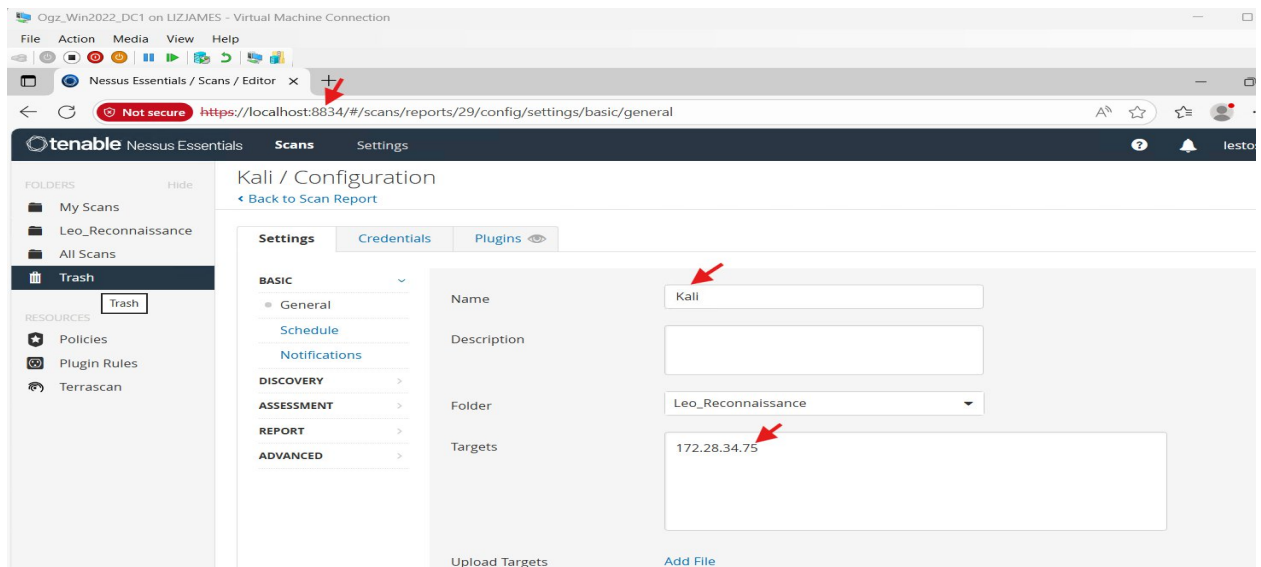 Ogz_Win2022_DC1 on LIZJAMES - Virtual Machine Connection
File Action Media View Help
Nessus Essentials / Scans / Editor
Not secure https://localhost:8834/#/scans/reports/29/config/settings/basic/general
tenable Nessus Essentials Scans Settings
lesto
FOLDERS Hide
My Scans
Leo_Reconnaissance
All Scans
Trash
Trash
RESOURCES
Policies
Plugin Rules
Terrascan
Kali / Configuration
Back to Scan Report
Settings Credentials Plugins
BASIC
General
Schedule
Notifications
DISCOVERY
ASSESSMENT
REPORT
ADVANCED
Name Kali
Description
Folder Leo_Reconnaissance
Targets 172.28.34.75
Upload Targets Add File